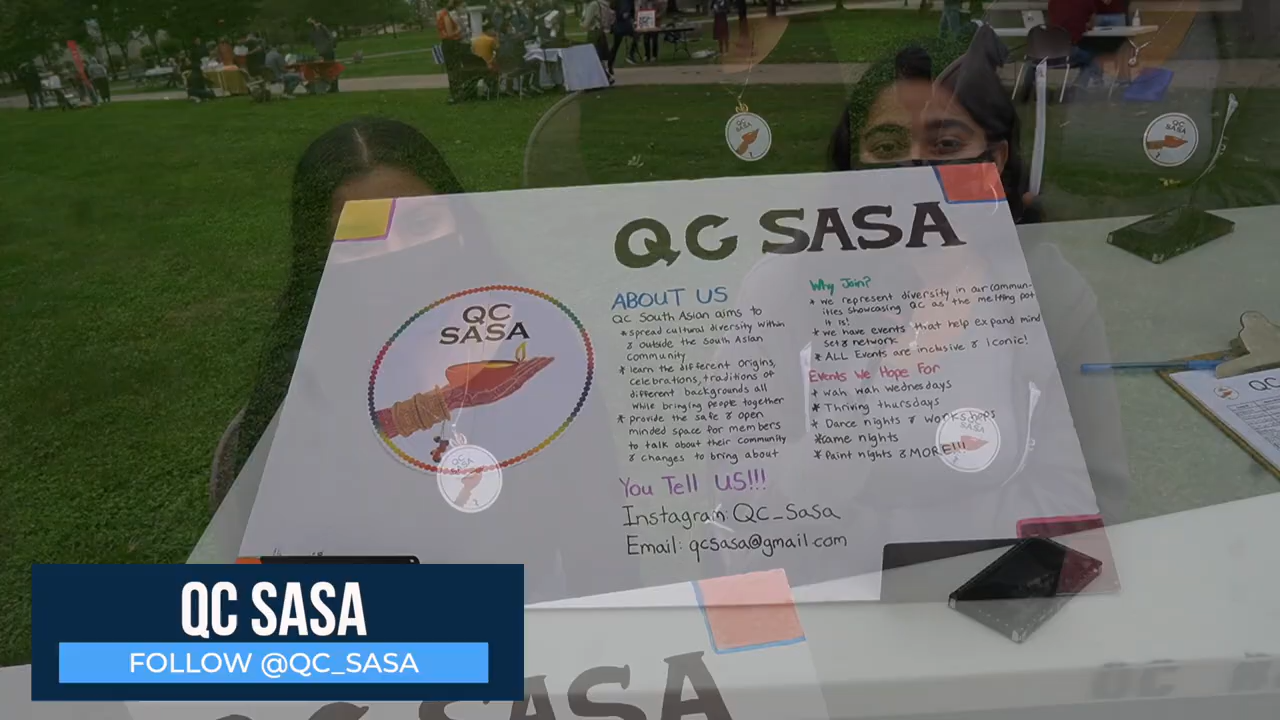 QC SASA
QC
SASA
ABOUT US
QC South Asian aims to
* spread cultural diversity within
& outside the South Asian
community
* learn the different origins,
celebrations, traditions of
different backgrounds all
while bringing people together
* provide the safe & open
minded space for members
to talk about their community
& changes to bring about
Why Join?
* we represent diversity in our commun-
ities showcasing QC as the melting pot
it is!
* we have events that help expand mind
set & network
* ALL Events are inclusive & iconic!
Events We Hope For
* wah wah wednesdays
* Thriving thursdays
* Dance nights & workshops
* Game nights
* Paint nights & MORE!!!
You Tell US!!!
Instagram: QC_SaSa
Email: qcsasa@gmail.com
QC SASA
FOLLOW @QC_SASA
QC SASA